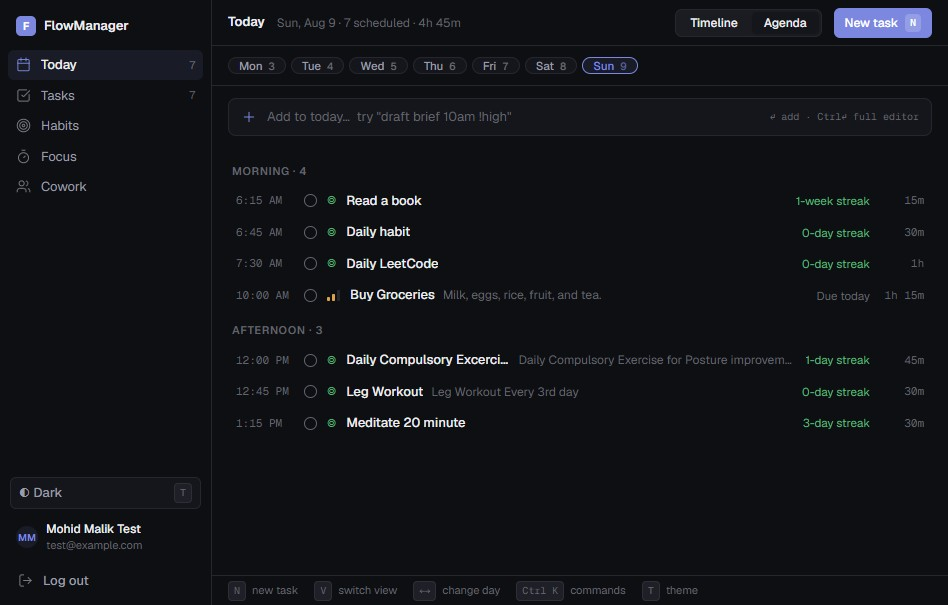 F FlowManager
Today 7
Tasks 7
Habits
Focus
Cowork
Dark T
MM Mohid Malik Test
test@example.com
Log out
Today Sun, Aug 9 · 7 scheduled · 4h 45m Timeline Agenda New task N
Mon 3 Tue 4 Wed 5 Thu 6 Fri 7 Sat 8 Sun 9
+ Add to today… try "draft brief 10am !high" ↵ add · Ctrl↵ full editor
MORNING · 4
6:15 AM Read a book 1-week streak 15m
6:45 AM Daily habit 0-day streak 30m
7:30 AM Daily LeetCode 0-day streak 1h
10:00 AM Buy Groceries Milk, eggs, rice, fruit, and tea. Due today 1h 15m
AFTERNOON · 3
12:00 PM Daily Compulsory Excerci… Daily Compulsory Exercise for Posture improvem… 1-day streak 45m
12:45 PM Leg Workout Leg Workout Every 3rd day 0-day streak 30m
1:15 PM Meditate 20 minute 3-day streak 30m
N new task V switch view ↔ change day Ctrl K commands T theme